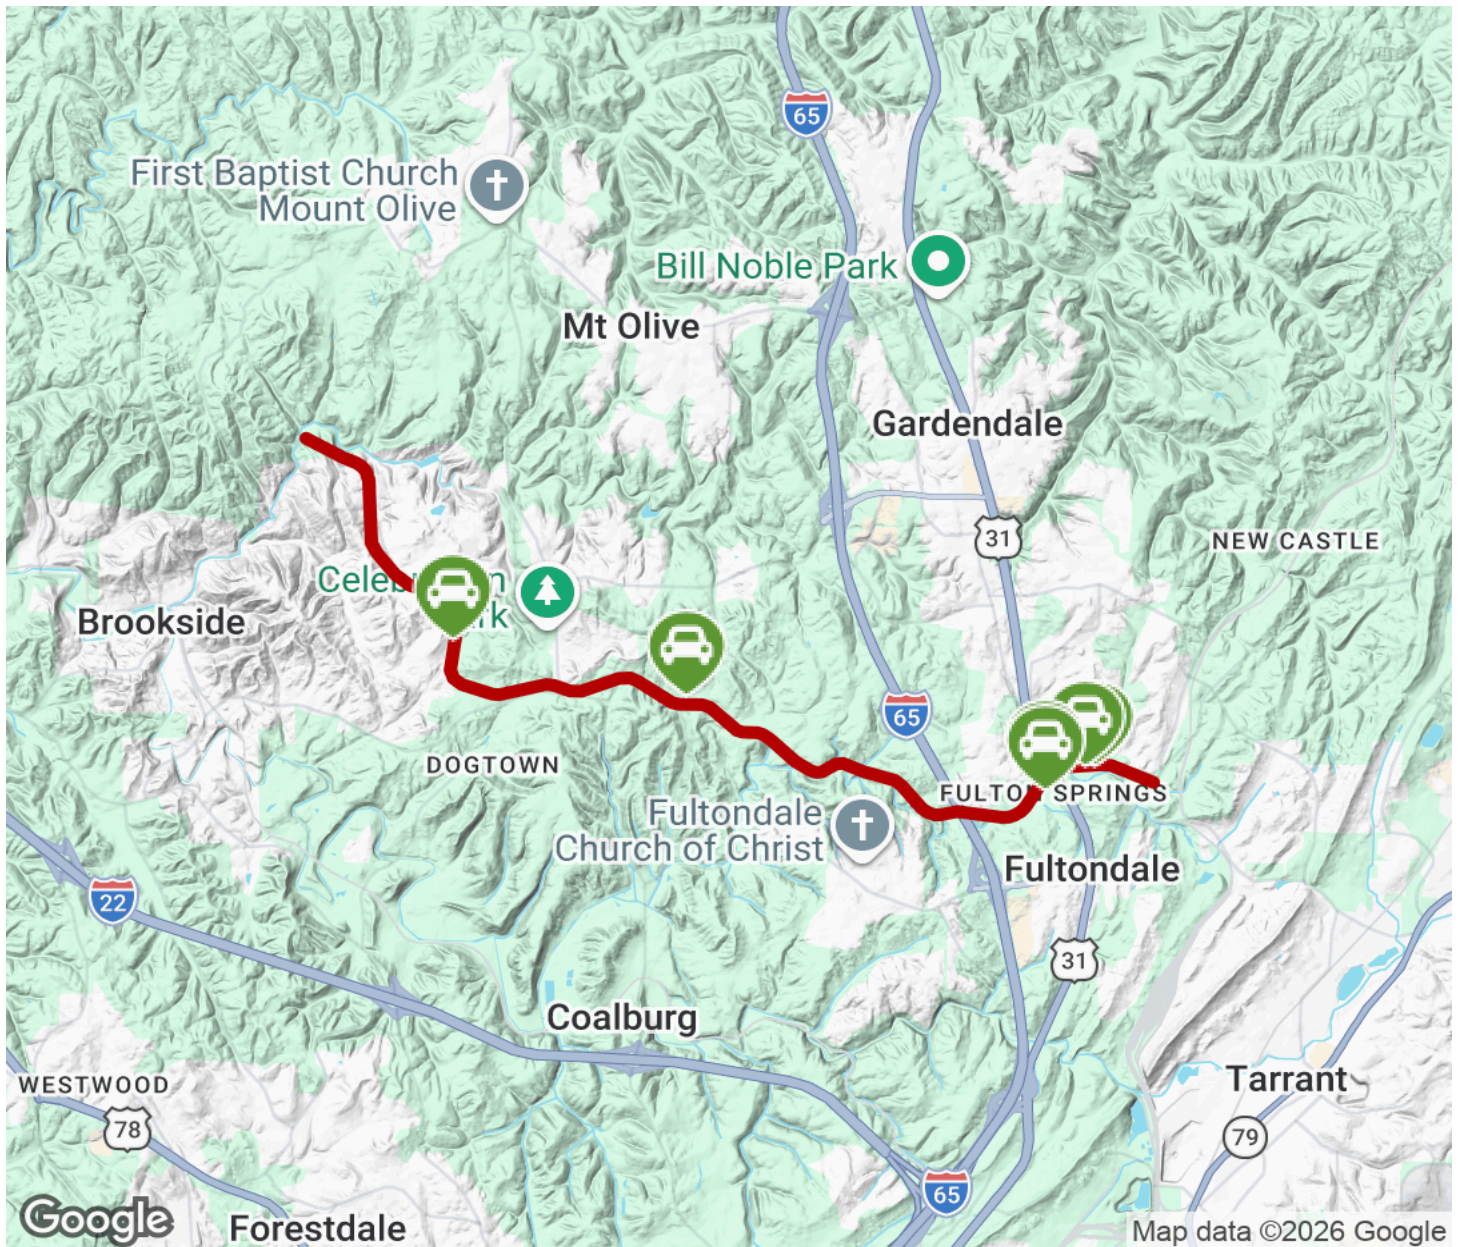 65
First Baptist Church
Mount Olive
Bill Noble Park
Mt Olive
Gardendale
31
NEW CASTLE
Brookside
65
DOGTOWN
FULTON SPRINGS
Fultondale
Church of Christ
Fultondale
22
31
Coalburg
WESTWOOD
Tarrant
78
79
65
Google
Forestdale
Map data ©2026 Google